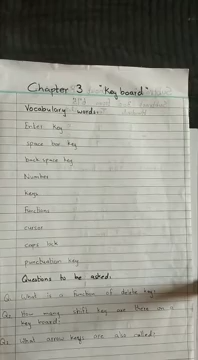 Chapter 3 "Key board"
Vocabulary words:
Enter key
space bar key
back space key
Number
keys
functions
cursor
caps lock
punctuation key
Questions to be asked:
Q1 What is a function of delete key?
Q2 How many shift key are there on a
key board?
Q3 What arrow keys are also called?